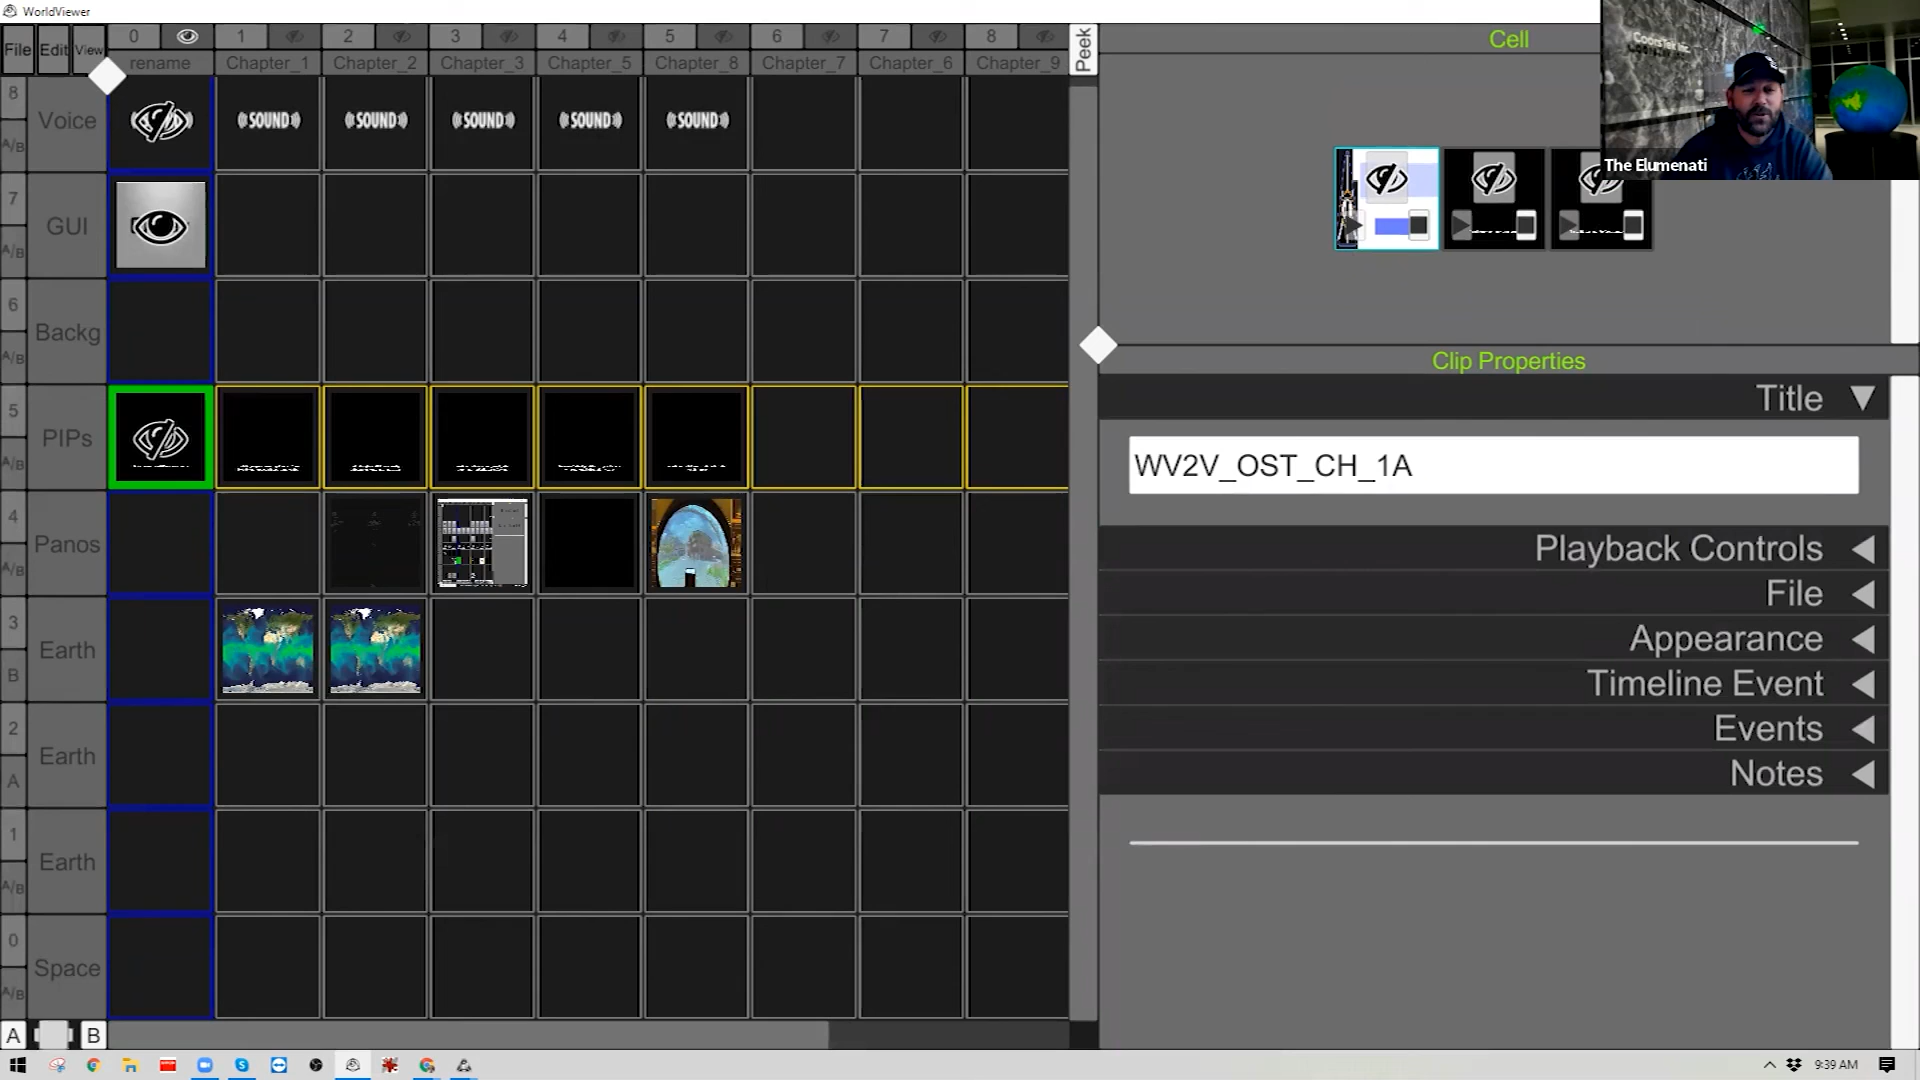 WorldViewer
File Edit View 0 1 2 3 4 5 6 7 8 Peek
rename Chapter_1 Chapter_2 Chapter_3 Chapter_5 Chapter_8 Chapter_7 Chapter_6 Chapter_9
8 A/B Voice ((SOUND)) ((SOUND)) ((SOUND)) ((SOUND)) ((SOUND))
7 A/B GUI
6 A/B Backg
5 A/B PIPs
4 A/B Panos
3 B Earth
2 A Earth
1 A/B Earth
0 A/B Space
A B
Cell
CoorsTek Inc.
The Elumenati
Clip Properties
Title
WV2V_OST_CH_1A
Playback Controls
File
Appearance
Timeline Event
Events
Notes
9:39 AM